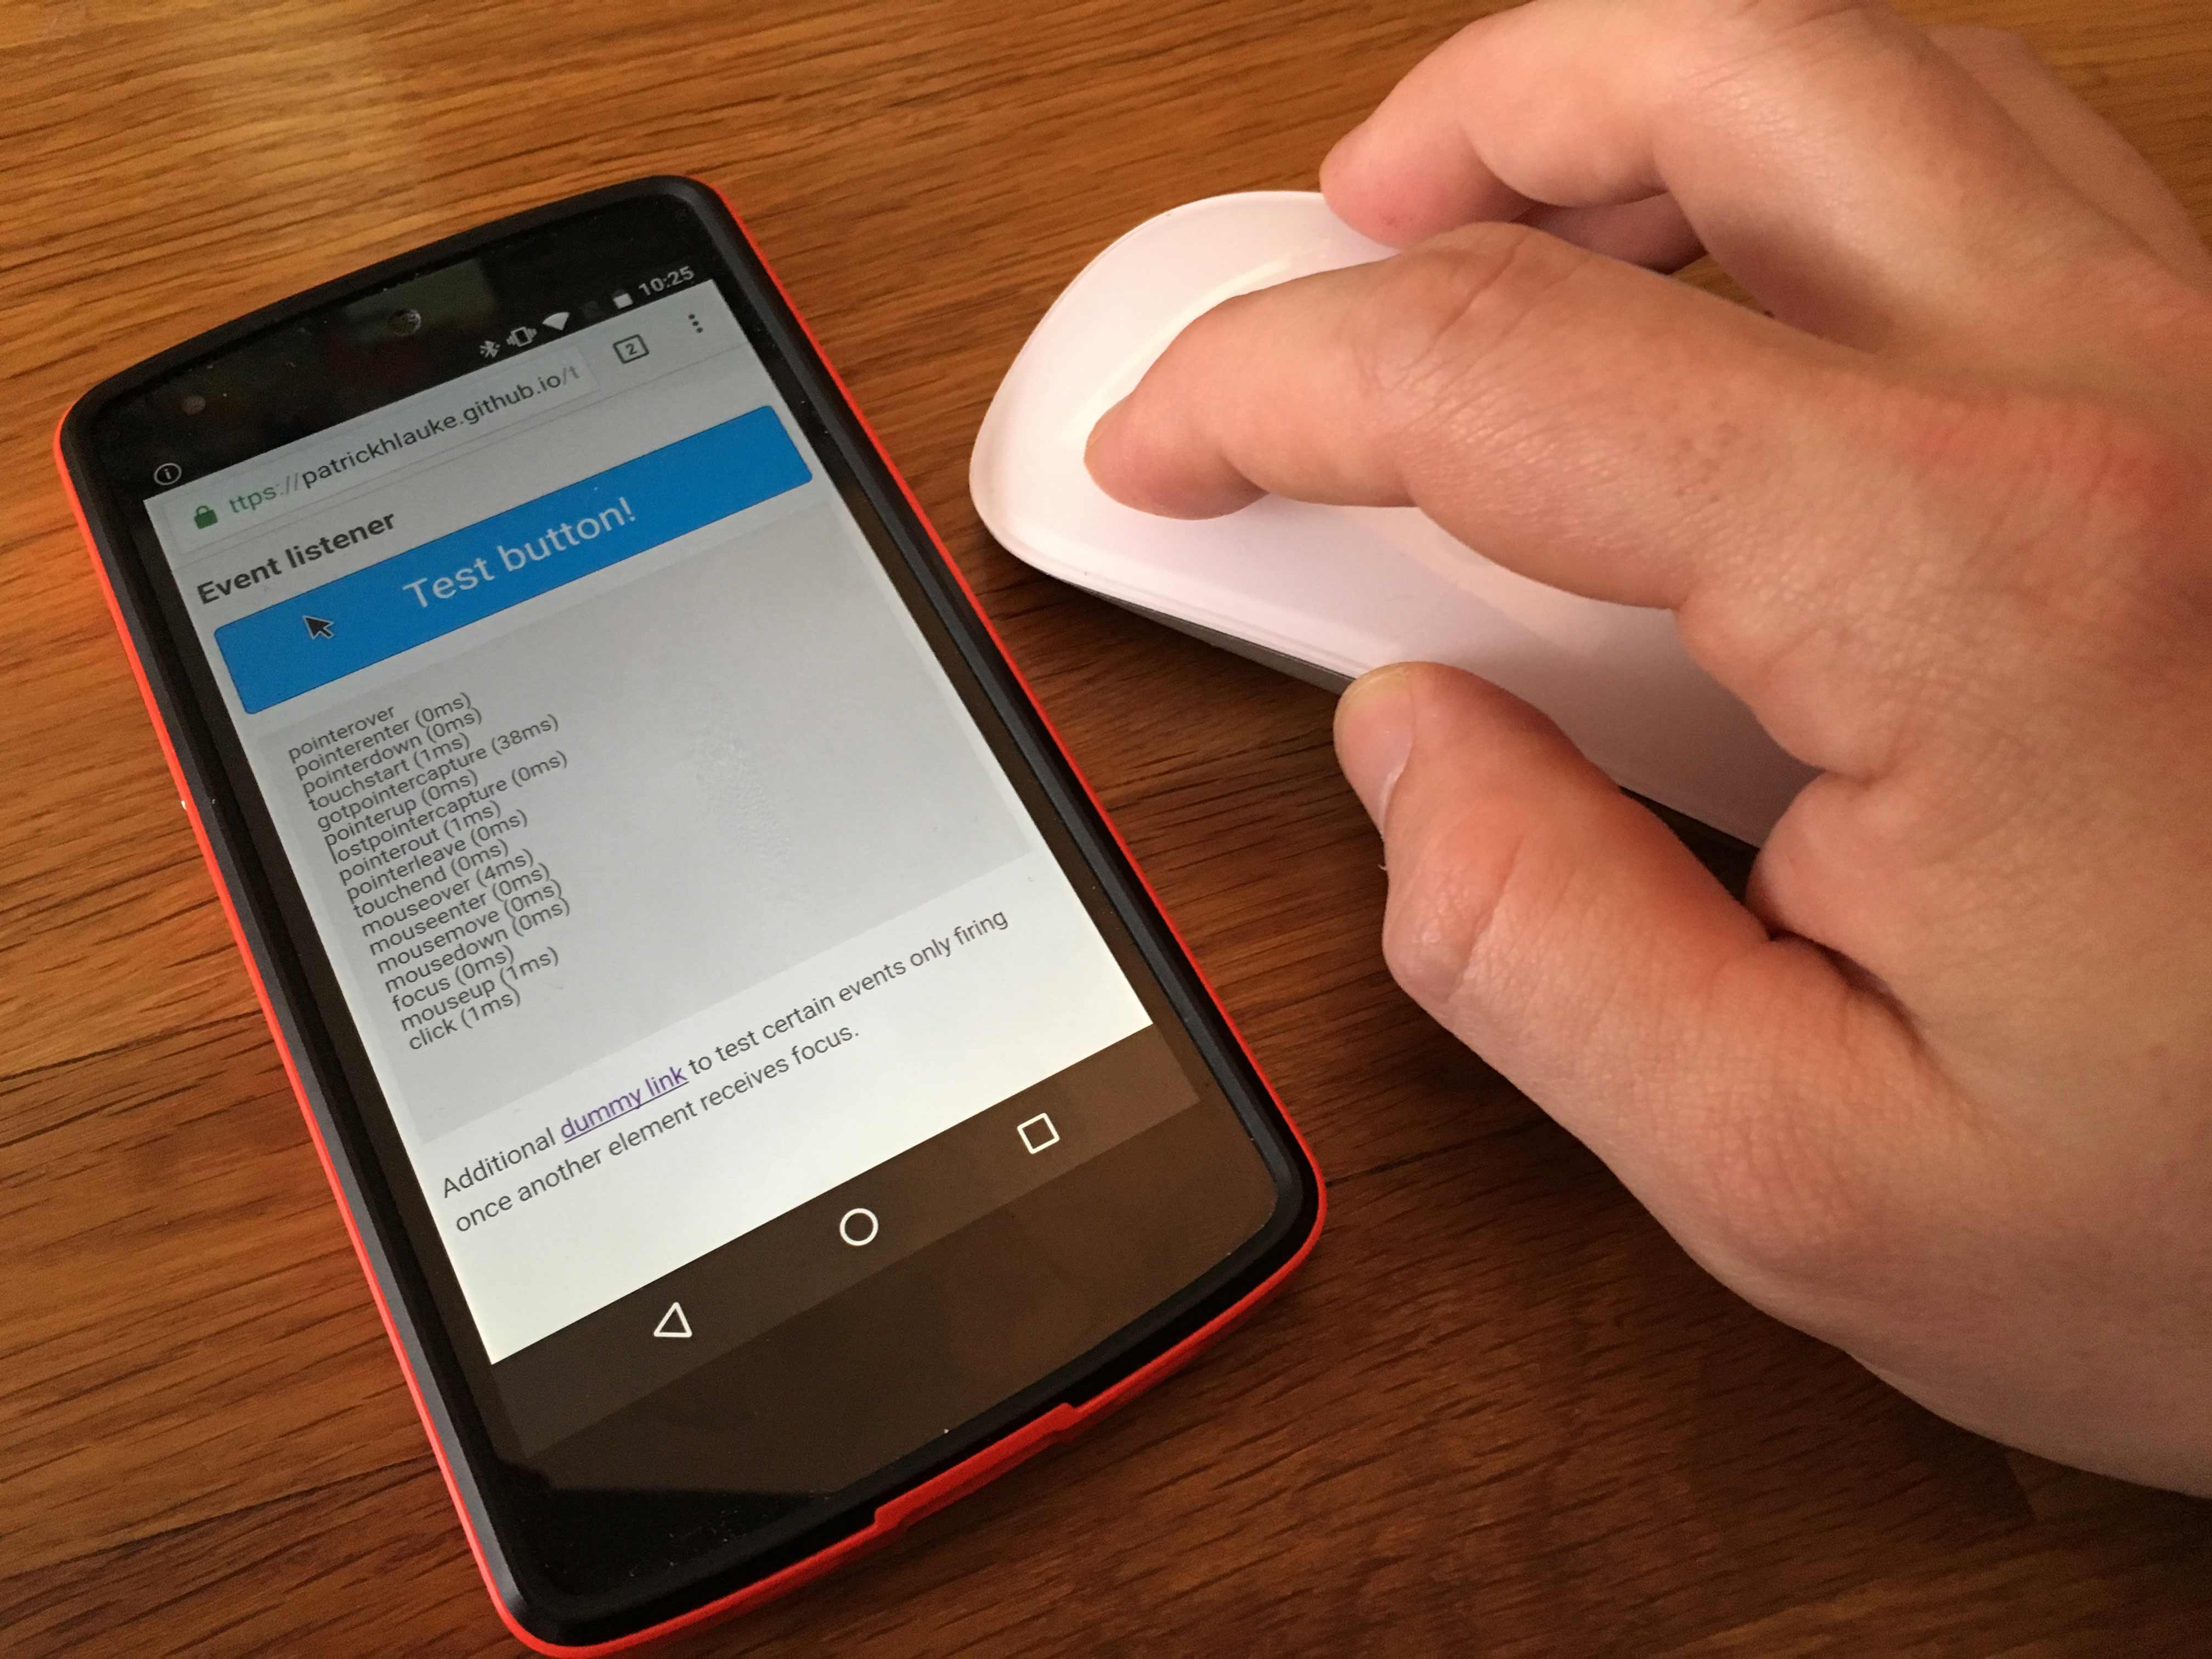 10:25
ttps://patrickhlauke.github.io/t
2
Event listener
Test button!
pointerover
pointerenter (0ms)
pointerdown (0ms)
touchstart (1ms)
gotpointercapture (38ms)
pointerup (0ms)
lostpointercapture (0ms)
pointerout (1ms)
pointerleave (0ms)
touchend (0ms)
mouseover (4ms)
mouseenter (0ms)
mousemove (0ms)
mousedown (0ms)
focus (0ms)
mouseup (1ms)
click (1ms)
Additional dummy link to test certain events only firing
once another element receives focus.